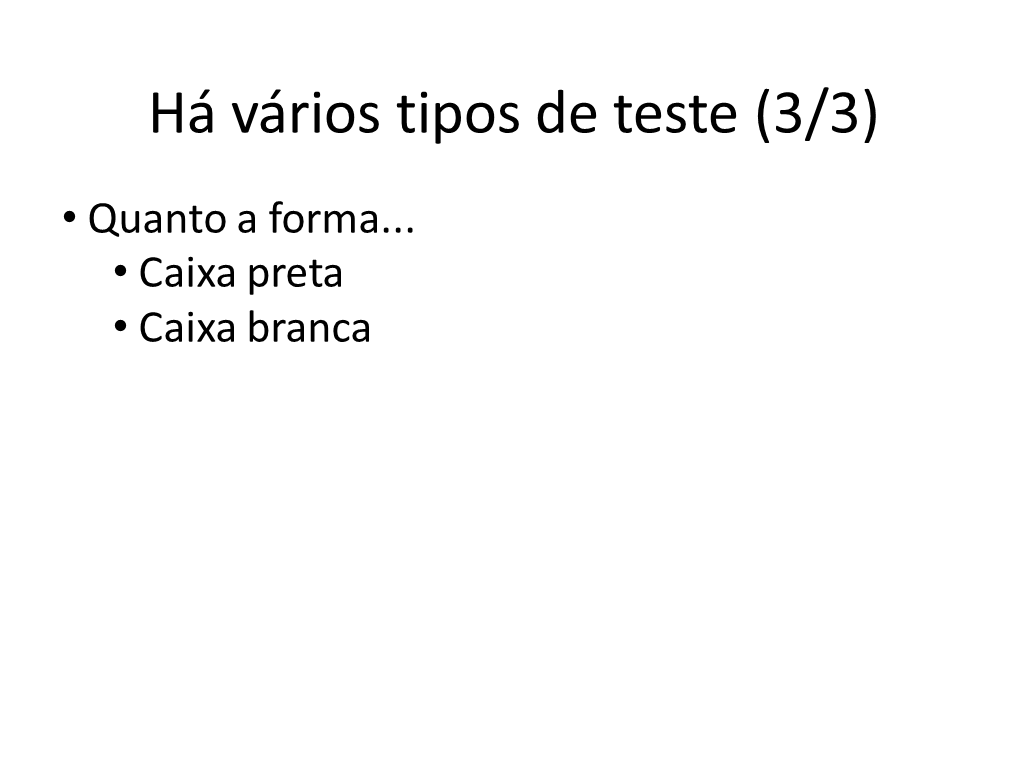 Há vários tipos de teste (3/3)
• Quanto a forma...
• Caixa preta
• Caixa branca